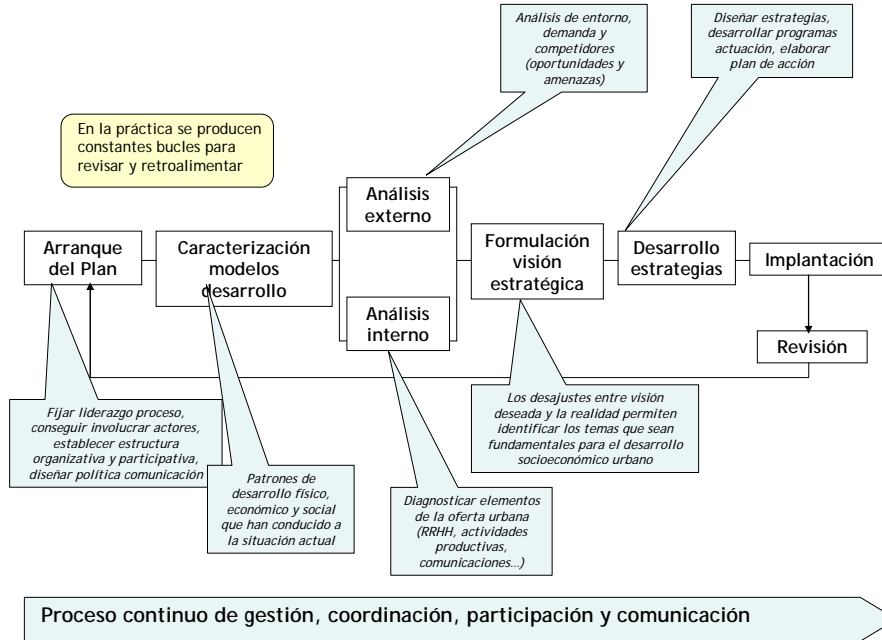 Análisis de entorno,
demanda y
competidores
(oportunidades y
amenazas)
Diseñar estrategias,
desarrollar programas
actuación, elaborar
plan de acción
En la práctica se producen
constantes bucles para
revisar y retroalimentar
Análisis
externo
Arranque
del Plan
Caracterización
modelos
desarrollo
Formulación
visión
estratégica
Desarrollo
estrategias
Implantación
Análisis
interno
Revisión
Fijar liderazgo proceso,
conseguir involucrar actores,
establecer estructura
organizativa y participativa,
diseñar política comunicación
Patrones de
desarrollo físico,
económico y social
que han conducido a
la situación actual
Diagnosticar elementos
de la oferta urbana
(RRHH, actividades
productivas,
comunicaciones…)
Los desajustes entre visión
deseada y la realidad permiten
identificar los temas que sean
fundamentales para el desarrollo
socioeconómico urbano
Proceso continuo de gestión, coordinación, participación y comunicación